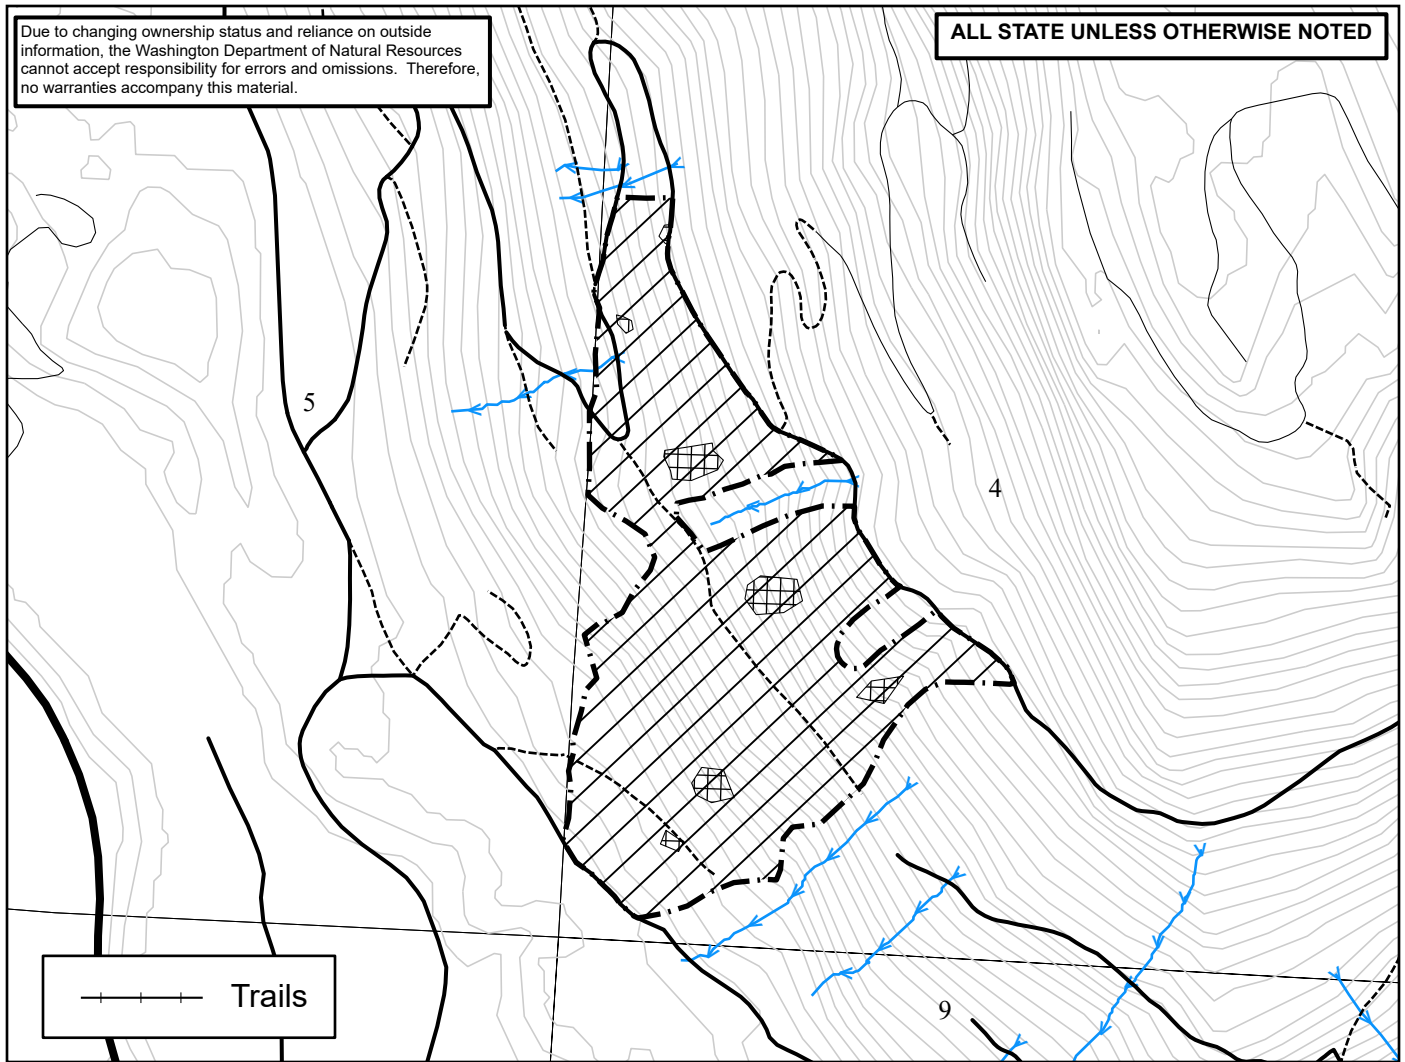 Due to changing ownership status and reliance on outside
information, the Washington Department of Natural Resources
cannot accept responsibility for errors and omissions. Therefore,
no warranties accompany this material.
ALL STATE UNLESS OTHERWISE NOTED
5
4
9
Trails